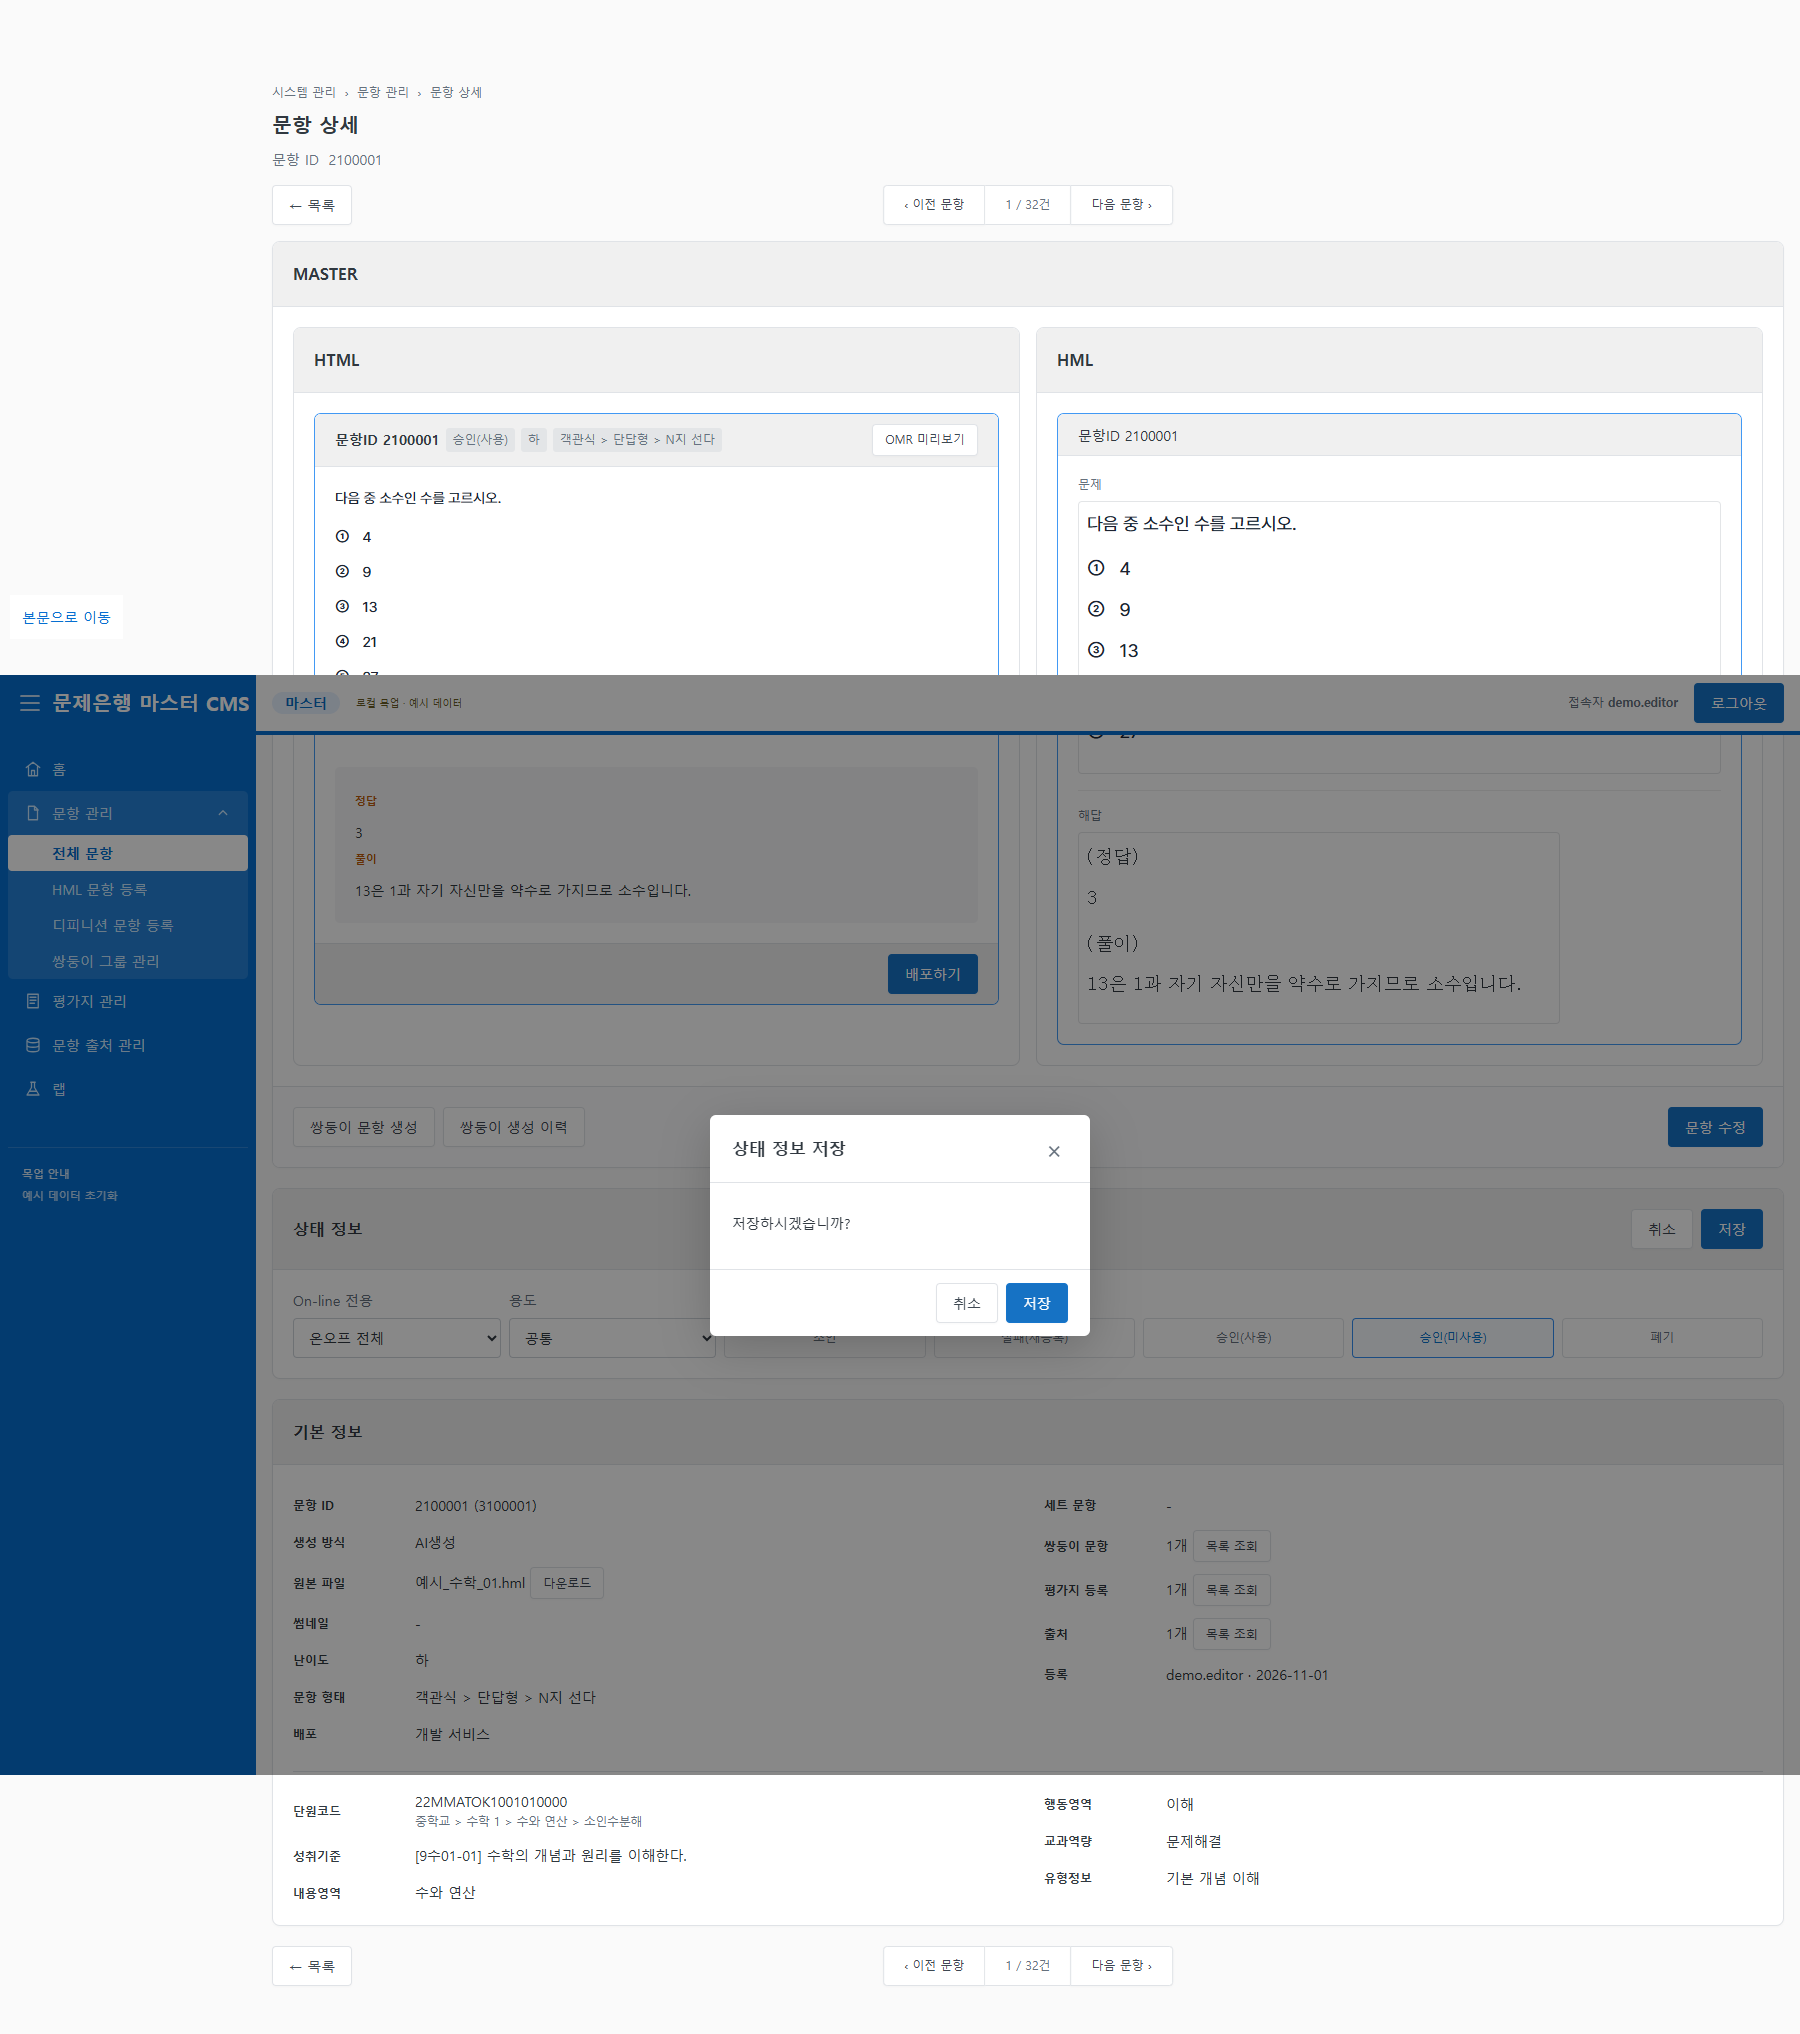 시스템 관리 › 문항 관리 › 문항 상세
문항 상세
문항 ID 2100001
← 목록
‹ 이전 문항
1 / 32건
다음 문항 ›
MASTER
HTML
문항ID 2100001
승인(사용)
하
객관식 > 단답형 > N지 선다
OMR 미리보기
다음 중 소수인 수를 고르시오.
① 4
② 9
③ 13
④ 21
HML
문항ID 2100001
문제
다음 중 소수인 수를 고르시오.
① 4
② 9
③ 13
본문으로 이동
문제은행 마스터 CMS
마스터
로컬 목업 · 예시 데이터
접속자 demo.editor
로그아웃
홈
문항 관리
전체 문항
HML 문항 등록
디피니션 문항 등록
쌍둥이 그룹 관리
평가지 관리
문항 출처 관리
랩
목업 안내
예시 데이터 초기화
정답
3
풀이
13은 1과 자기 자신만을 약수로 가지므로 소수입니다.
배포하기
해답
(정답)
3
(풀이)
13은 1과 자기 자신만을 약수로 가지므로 소수입니다.
쌍둥이 문항 생성
쌍둥이 생성 이력
문항 수정
상태 정보 저장
×
저장하시겠습니까?
취소
저장
상태 정보
취소
저장
On-line 전용
용도
온오프 전체
공통
승인(사용)
승인(미사용)
폐기
기본 정보
문항 ID 2100001 (3100001)
생성 방식 AI생성
원본 파일 예시_수학_01.hml 다운로드
썸네일 -
난이도 하
문항 형태 객관식 > 단답형 > N지 선다
배포 개발 서비스
세트 문항 -
쌍둥이 문항 1개 목록 조회
평가지 등록 1개 목록 조회
출처 1개 목록 조회
등록 demo.editor · 2026-11-01
단원코드 22MMATOK1001010000
중학교 > 수학 1 > 수와 연산 > 소인수분해
성취기준 [9수01-01] 수학의 개념과 원리를 이해한다.
내용영역 수와 연산
행동영역 이해
교과역량 문제해결
유형정보 기본 개념 이해
← 목록
‹ 이전 문항
1 / 32건
다음 문항 ›